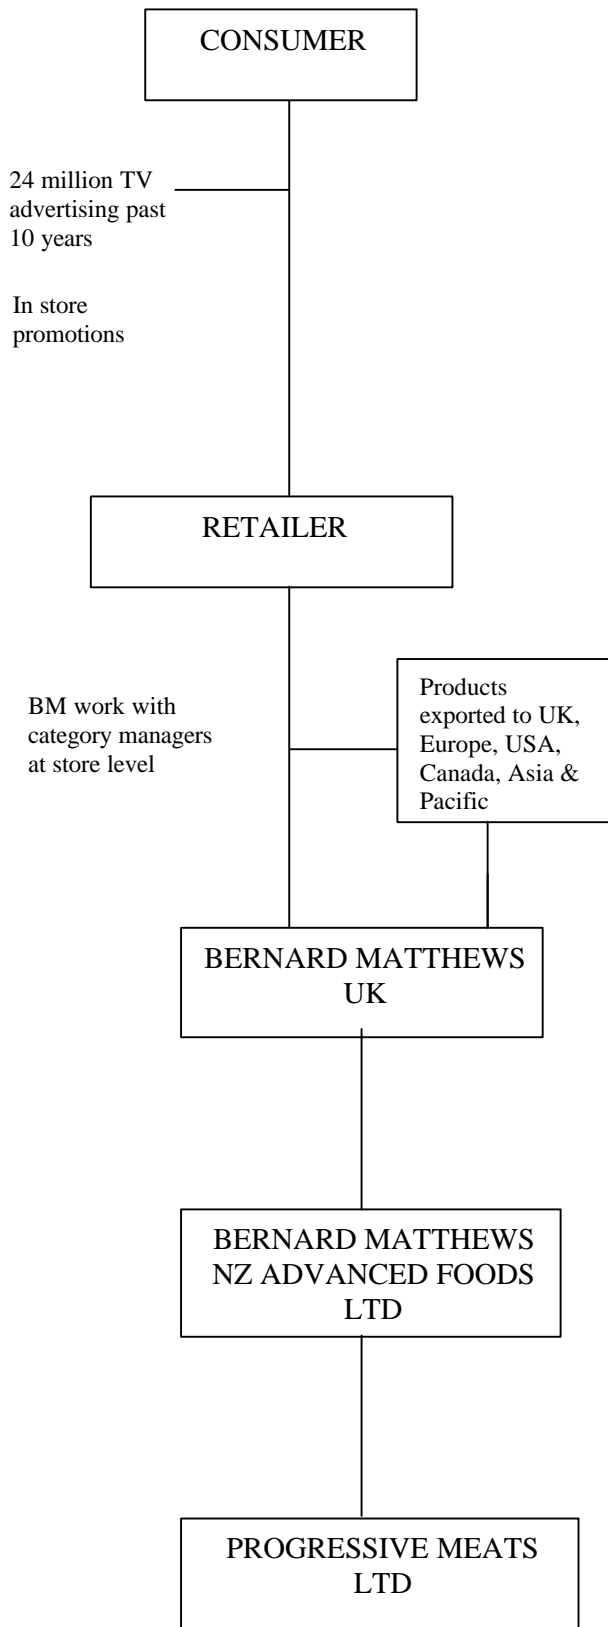 CONSUMER
24 million TV
advertising past
10 years
In store
promotions
RETAILER
BM work with
category managers
at store level
Products
exported to UK,
Europe, USA,
Canada, Asia &
Pacific
BERNARD MATTHEWS
UK
BERNARD MATTHEWS
NZ ADVANCED FOODS
LTD
PROGRESSIVE MEATS
LTD